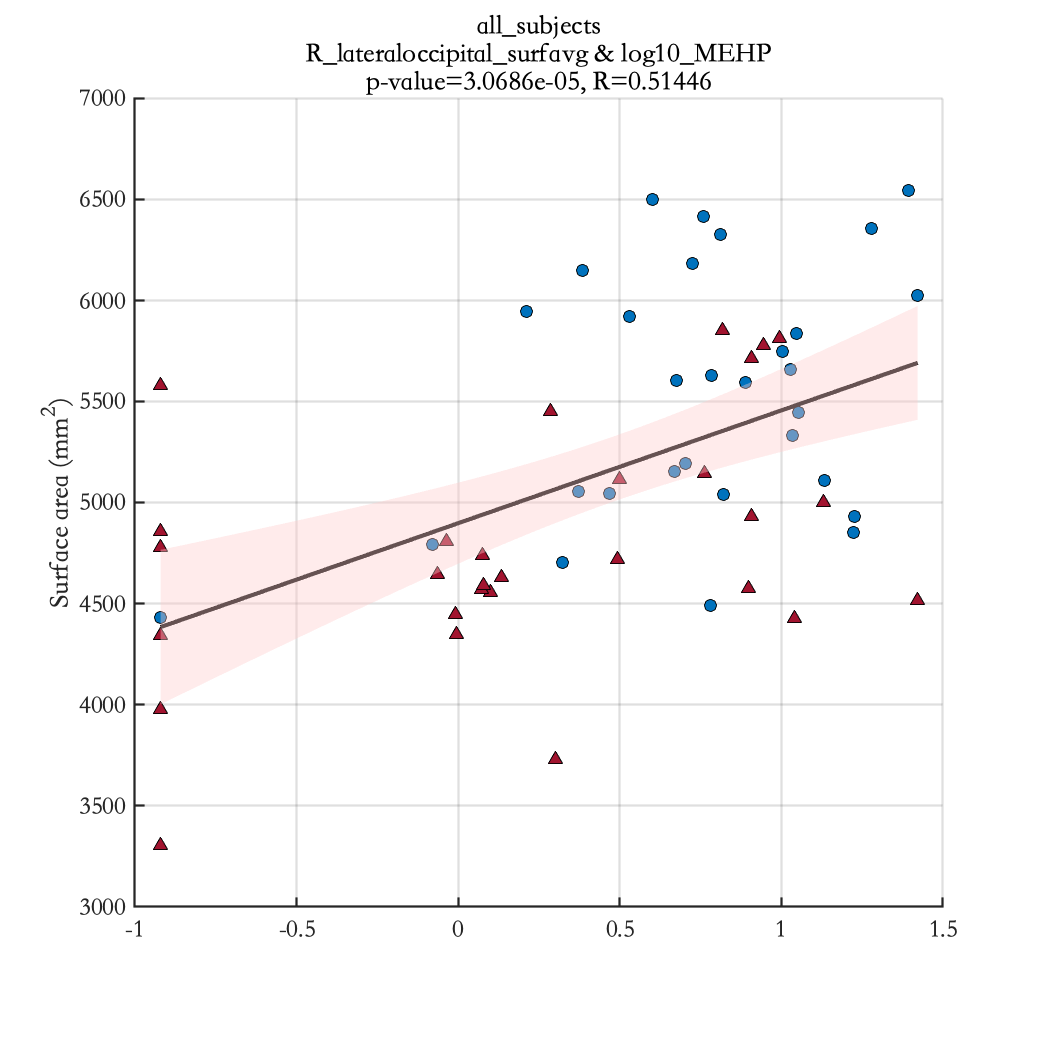 all_subjects
R_lateraloccipital_surfavg & log10_MEHP
p-value=3.0686e-05, R=0.51446
7000
6500
6000
5500
5000
4500
4000
3500
3000
Surface area (mm²)
-1 -0.5 0 0.5 1 1.5